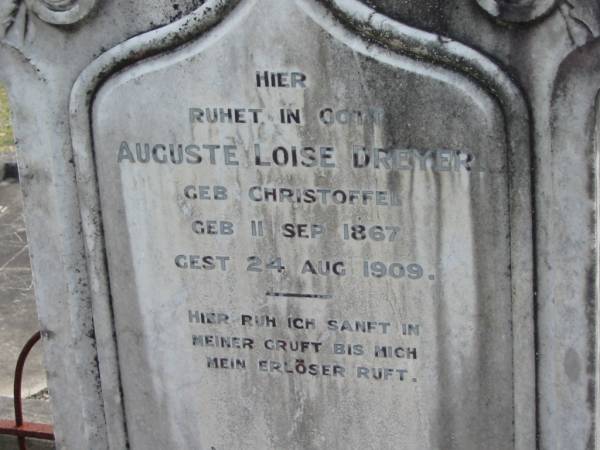 HIER
RUHET IN GOTT
AUGUSTE LOISE DREYER.
GEB CHRISTOFFEL
GEB 11 SEP 1867
GEST 24 AUG 1909.
HIER RUH ICH SANFT IN
MEINER GRUFT BIS MICH
MEIN ERLÖSER RUFT.